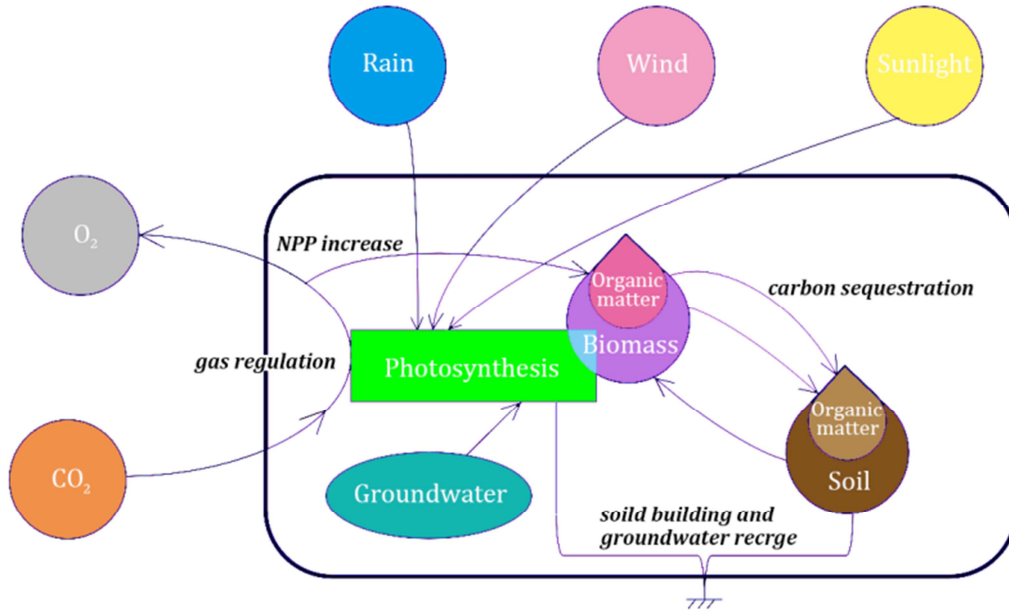 Rain
Wind
Sunlight
O₂
NPP increase
Organic
matter
carbon sequestration
Biomass
gas regulation
Photosynthesis
Organic
matter
CO₂
Groundwater
Soil
soild building and
groundwater recrge